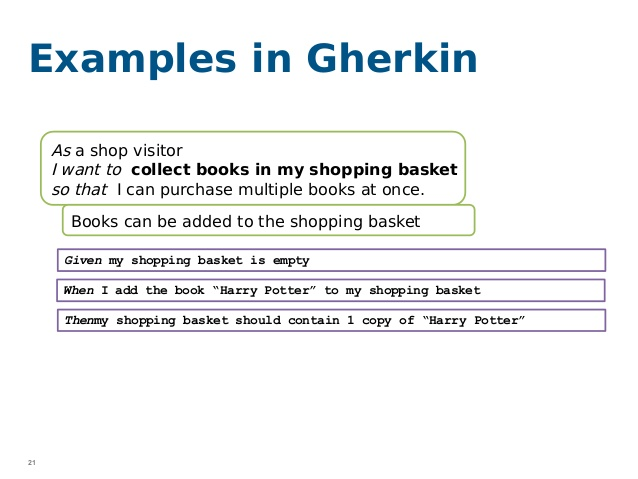 Examples in Gherkin
As a shop visitor
I want to collect books in my shopping basket
so that I can purchase multiple books at once.
Books can be added to the shopping basket
Given my shopping basket is empty
When I add the book “Harry Potter” to my shopping basket
Thenmy shopping basket should contain 1 copy of “Harry Potter”
21